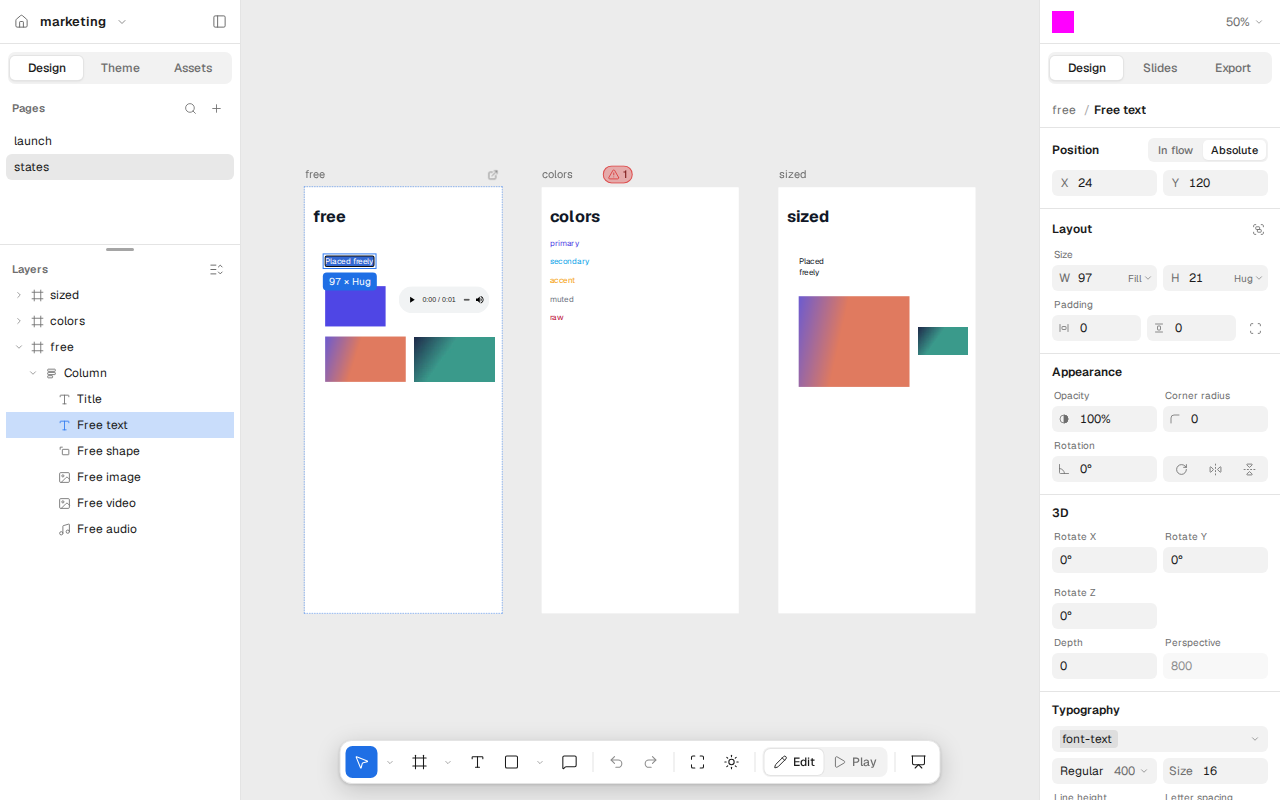 marketing
50%
Design Theme Assets
Design Slides Export
Pages
launch
states
Layers
sized
colors
free
Column
Title
Free text
Free shape
Free image
Free video
Free audio
free
free
Placed freely
97 × Hug
0:00 / 0:01
colors
1
colors
primary
secondary
accent
muted
raw
sized
sized
Placed
freely
Edit Play
free / Free text
Position In flow Absolute
X 24 Y 120
Layout
Size
W 97 Fill H 21 Hug
Padding
0 0
Appearance
Opacity Corner radius
100% 0
Rotation
0°
3D
Rotate X Rotate Y
0° 0°
Rotate Z
0°
Depth Perspective
0 800
Typography
font-text
Regular 400 Size 16
Line height Letter spacing